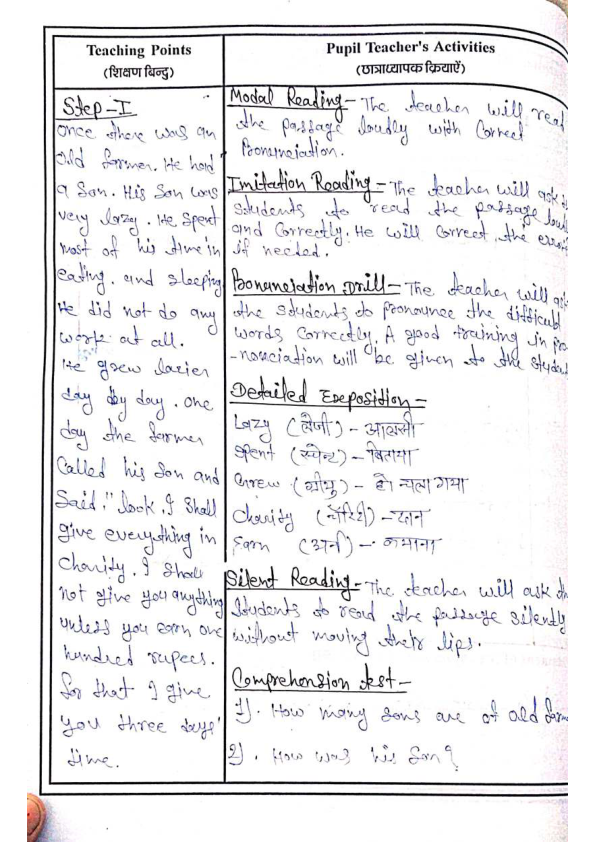 Teaching Points
(शिक्षण बिन्दु)
Step-I
once there was an
old farmer. He had
a Son. His Son was
very lazy. He Spent
most of his time in
eating. and sleeping
He did not do any
work at all.
He grew lazier
day by day. one
day the farmer
Called his Son and
Said, "look, I Shall
give everything in
Charity. I Shall
not give you anything
unless you earn one
hundred rupees.
for that I give
you three days'
time.
Pupil Teacher's Activities
(छात्राध्यापक क्रियाऐं)
Modal Reading - The teacher will read
the passage loudly with Correct
Pronunciation.
Imitation Reading - The teacher will ask
Students to read the passage loud
and Correctly. He will Correct the
if needed.
Drill - The teacher will
the students to pronounce the difficult
words Correctly. A good training in pro
-nounciation will be given to the Student
Detailed Exeposition -
Lazy (लेजी) - आलसी
Spent (स्पेन्ट) - बिताया
Grew (ग्रीयु) - हो चला गया
Charity (चेरिटी) - दान
Earn (अर्न) - कमाना
Silent Reading - The teacher will ask
Students to read the passage silently
without moving their lips.
Comprehension test -
1). How many sons are of old
2). How was his Son?